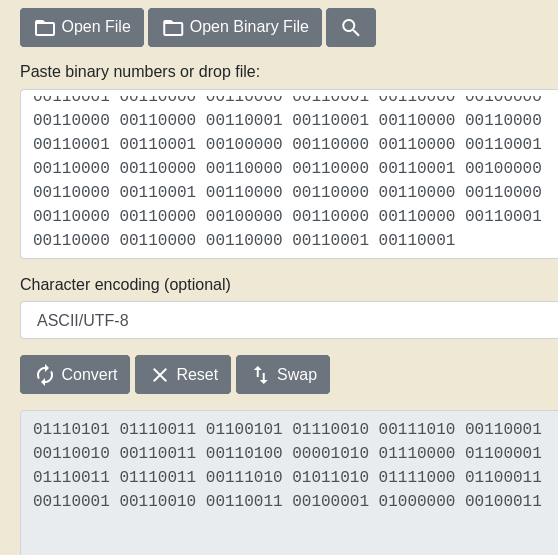 Open File Open Binary File
Paste binary numbers or drop file:
00110001 00110000 00110000 00110001 00110000 00100000
00110000 00110000 00110001 00110001 00110000 00110000
00110001 00110001 00100000 00110000 00110000 00110001
00110000 00110000 00110000 00110000 00110001 00100000
00110000 00110001 00110000 00110000 00110000 00110000
00110000 00110000 00100000 00110000 00110000 00110001
00110000 00110000 00110000 00110001 00110001
Character encoding (optional)
ASCII/UTF-8
Convert Reset Swap
01110101 01110011 01100101 01110010 00111010 00110001
00110010 00110011 00110100 00001010 01110000 01100001
01110011 01110011 00111010 01011010 01111000 01100011
00110001 00110010 00110011 00100001 01000000 00100011